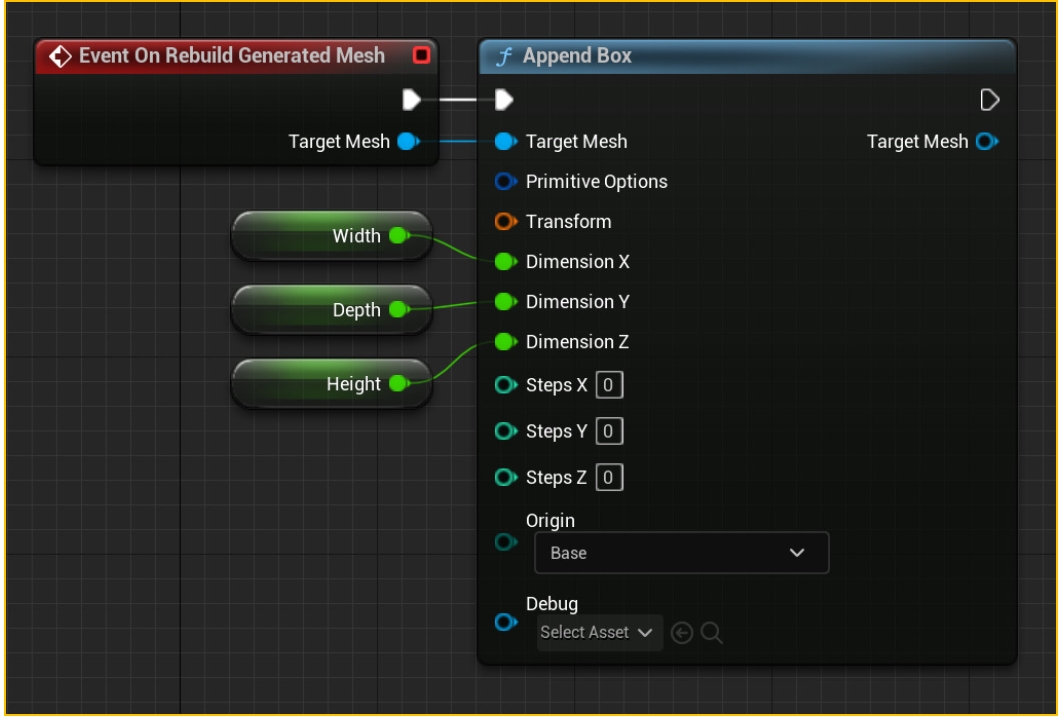 Event On Rebuild Generated Mesh
Target Mesh
Width
Depth
Height
f Append Box
Target Mesh Target Mesh
Primitive Options
Transform
Dimension X
Dimension Y
Dimension Z
Steps X 0
Steps Y 0
Steps Z 0
Origin
Base
Debug
Select Asset